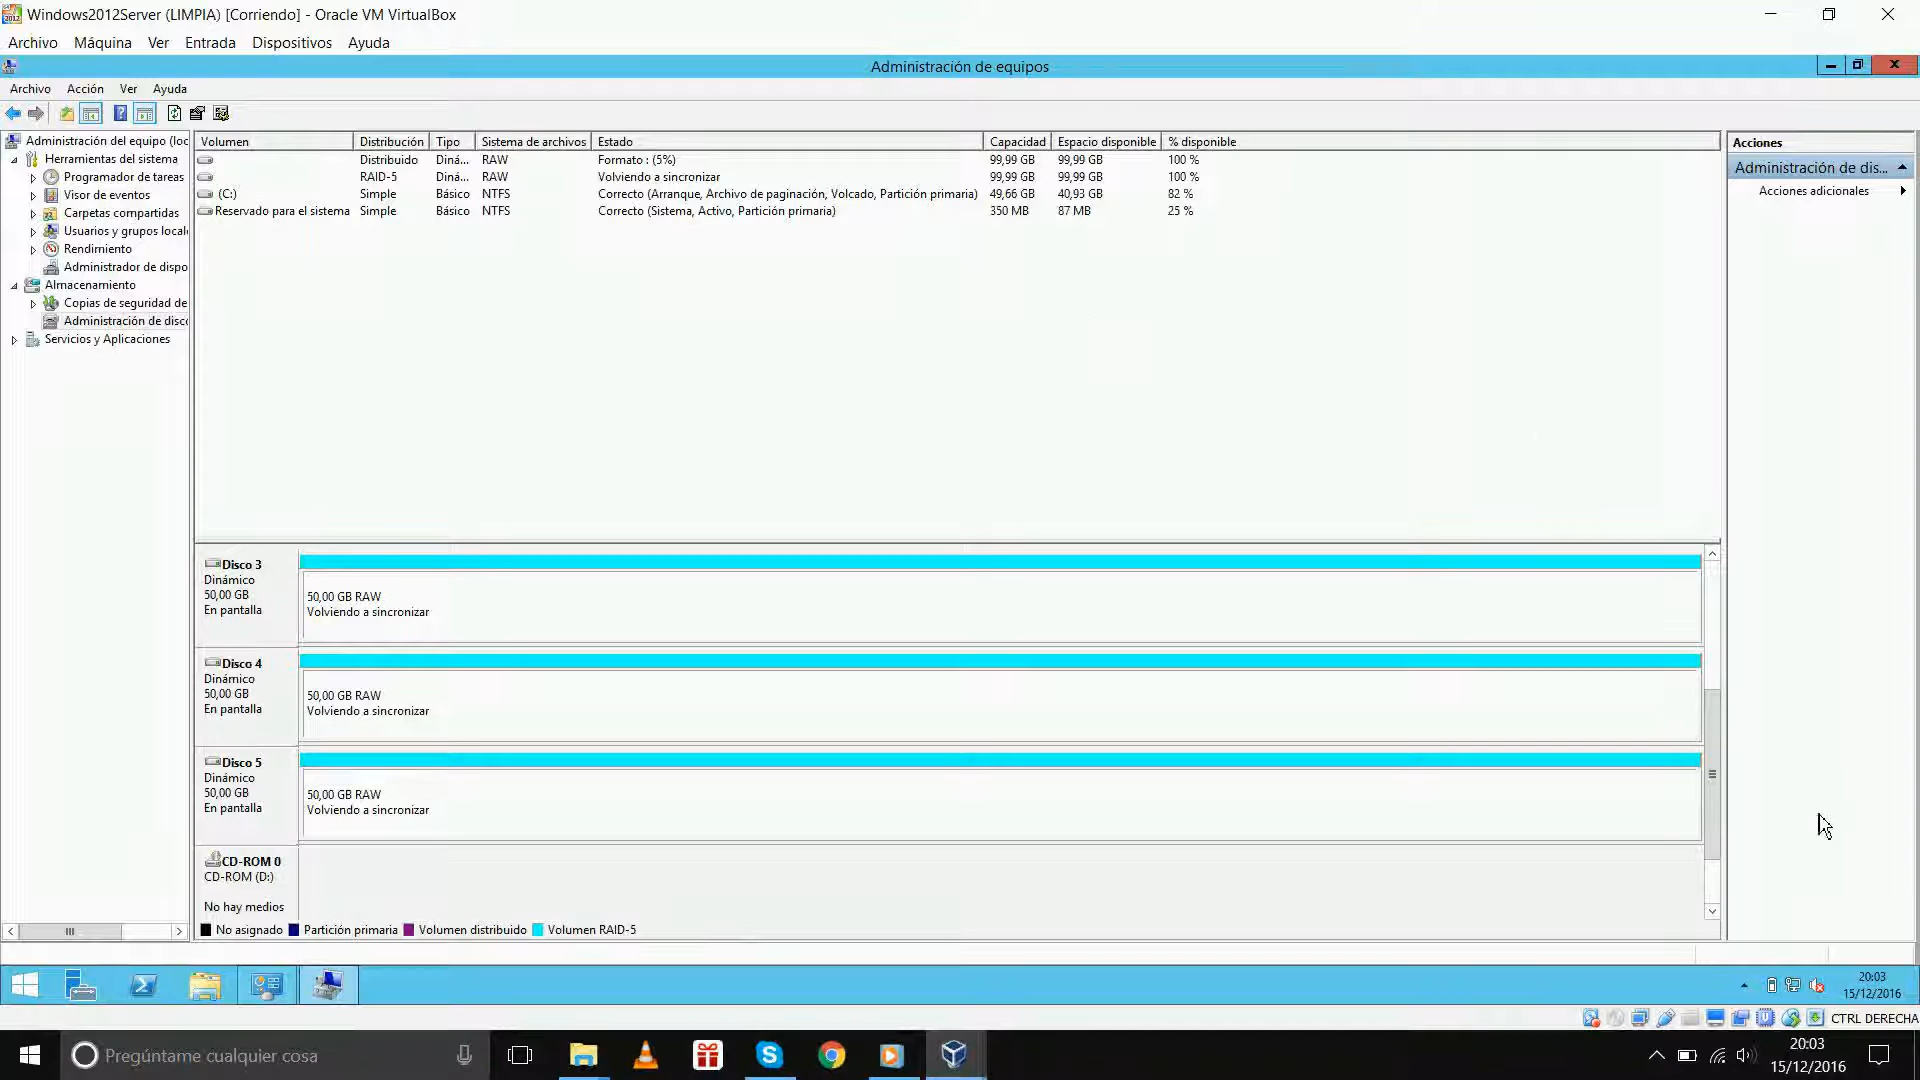 Windows2012Server (LIMPIA) [Corriendo] - Oracle VM VirtualBox
Archivo Máquina Ver Entrada Dispositivos Ayuda
Administración de equipos
Archivo Acción Ver Ayuda
Administración del equipo (loc
Herramientas del sistema
Programador de tareas
Visor de eventos
Carpetas compartidas
Usuarios y grupos local
Rendimiento
Administrador de dispo
Almacenamiento
Copias de seguridad de
Administración de disco
Servicios y Aplicaciones
Volumen Distribución Tipo Sistema de archivos Estado Capacidad Espacio disponible % disponible
Distribuido Diná... RAW Formato : (5%) 99,99 GB 99,99 GB 100 %
RAID-5 Diná... RAW Volviendo a sincronizar 99,99 GB 99,99 GB 100 %
(C:) Simple Básico NTFS Correcto (Arranque, Archivo de paginación, Volcado, Partición primaria) 49,66 GB 40,93 GB 82 %
Reservado para el sistema Simple Básico NTFS Correcto (Sistema, Activo, Partición primaria) 350 MB 87 MB 25 %
Acciones
Administración de dis...
Acciones adicionales
Disco 3
Dinámico
50,00 GB
En pantalla
50,00 GB RAW
Volviendo a sincronizar
Disco 4
Dinámico
50,00 GB
En pantalla
50,00 GB RAW
Volviendo a sincronizar
Disco 5
Dinámico
50,00 GB
En pantalla
50,00 GB RAW
Volviendo a sincronizar
CD-ROM 0
CD-ROM (D:)
No hay medios
No asignado Partición primaria Volumen distribuido Volumen RAID-5
20:03
15/12/2016
CTRL DERECHA
Pregúntame cualquier cosa
20:03
15/12/2016